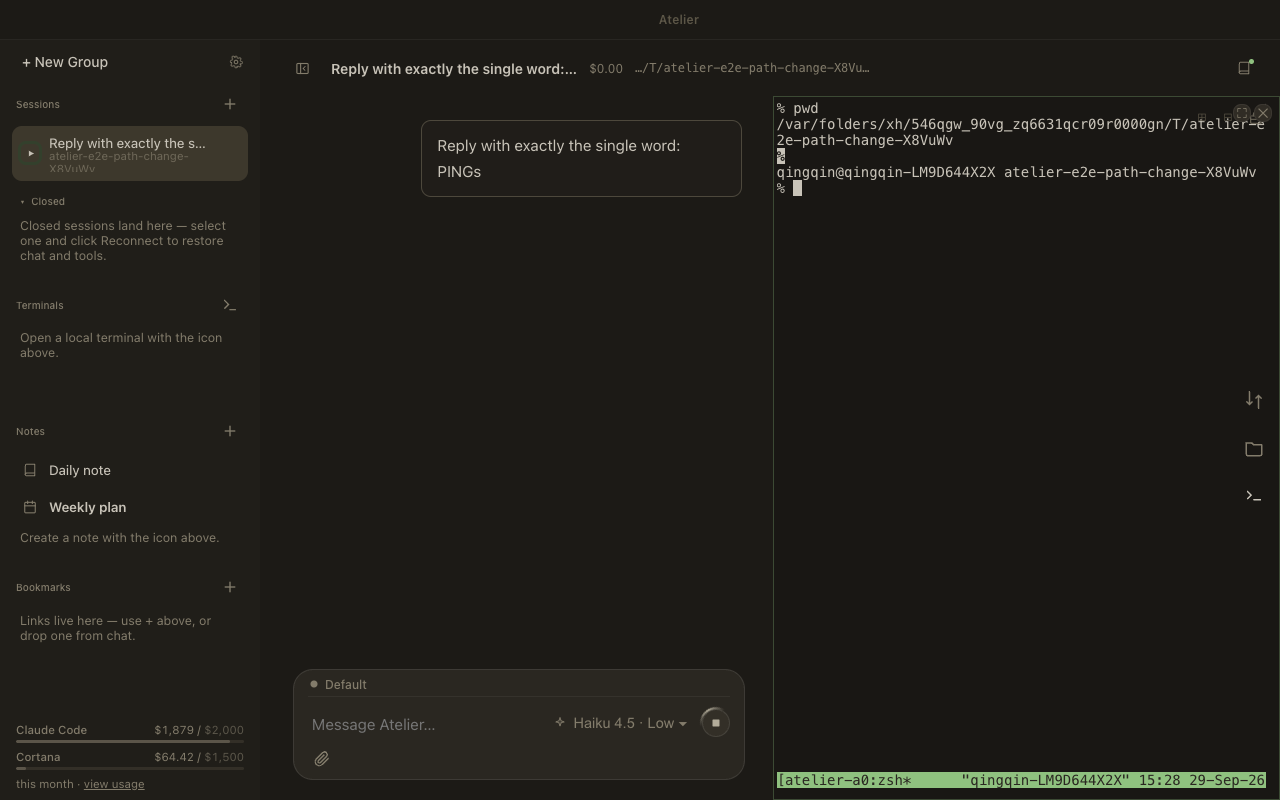 Atelier
+ New Group
Sessions
Reply with exactly the s...
atelier-e2e-path-change-
X8VuWv
Closed
Closed sessions land here — select
one and click Reconnect to restore
chat and tools.
Terminals
Open a local terminal with the icon
above.
Notes
Daily note
Weekly plan
Create a note with the icon above.
Bookmarks
Links live here — use + above, or
drop one from chat.
Claude Code $1,879 / $2,000
Cortana $64.42 / $1,500
this month · view usage
Reply with exactly the single word:... $0.00 …/T/atelier-e2e-path-change-X8Vu…
Reply with exactly the single word:
PINGs
Default
Message Atelier...
Haiku 4.5 · Low
% pwd
/var/folders/xh/546qgw_90vg_zq6631qcr09r0000gn/T/atelier-e
2e-path-change-X8VuWv
%
qingqin@qingqin-LM9D644X2X atelier-e2e-path-change-X8VuWv
%
[atelier-a0:zsh* "qingqin-LM9D644X2X" 15:28 29-Sep-26